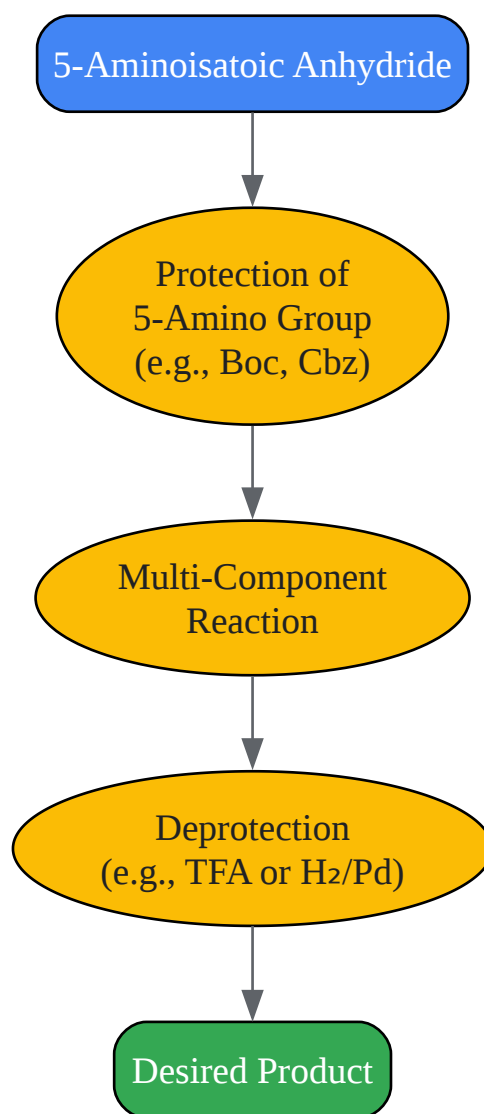 5-Aminoisatoic Anhydride
Protection of
5-Amino Group
(e.g., Boc, Cbz)
Multi-Component
Reaction
Deprotection
(e.g., TFA or H₂/Pd)
Desired Product